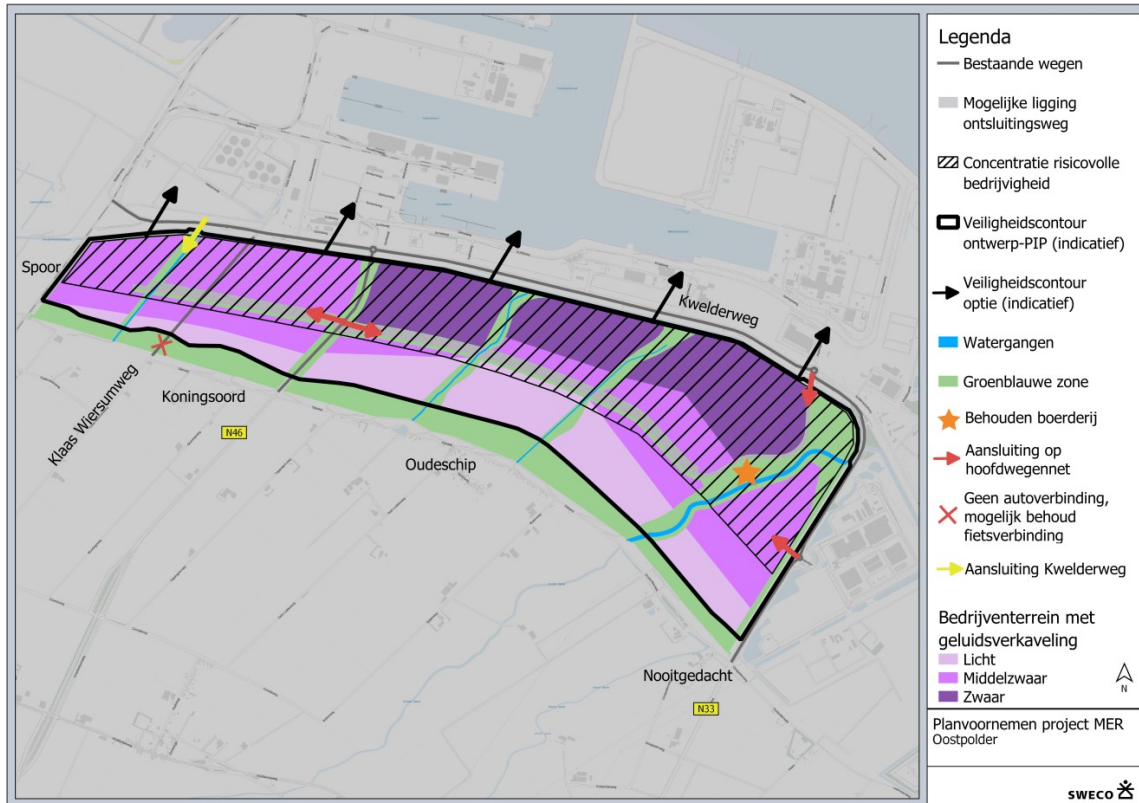 Spoor
Klaas Wiersumweg
Koningsoord
N46
Oudeschip
Kwelderweg
Nooitgedacht
N33
Legenda
Bestaande wegen
Mogelijke ligging
ontsluitingsweg
Concentratie risicovolle
bedrijvigheid
Veiligheidscontour
ontwerp-PIP (indicatief)
Veiligheidscontour
optie (indicatief)
Watergangen
Groenblauwe zone
Behouden boerderij
Aansluiting op
hoofdwegennet
Geen autoverbinding,
mogelijk behoud
fietsverbinding
Aansluiting Kwelderweg
Bedrijventerrein met
geluidsverkaveling
Licht
Middelzwaar
Zwaar
N
Planvoornemen project MER
Oostpolder
SWECO